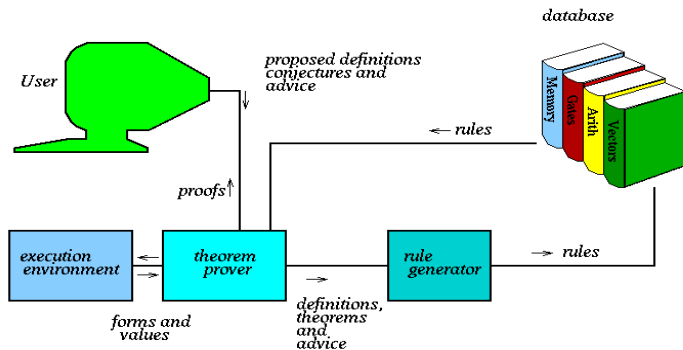 database
User
proposed definitions
conjectures and
advice
Memory
Gates
Arith
Vectors
rules
proofs
execution
environment
theorem
prover
rule
generator
rules
forms and
values
definitions,
theorems
and
advice